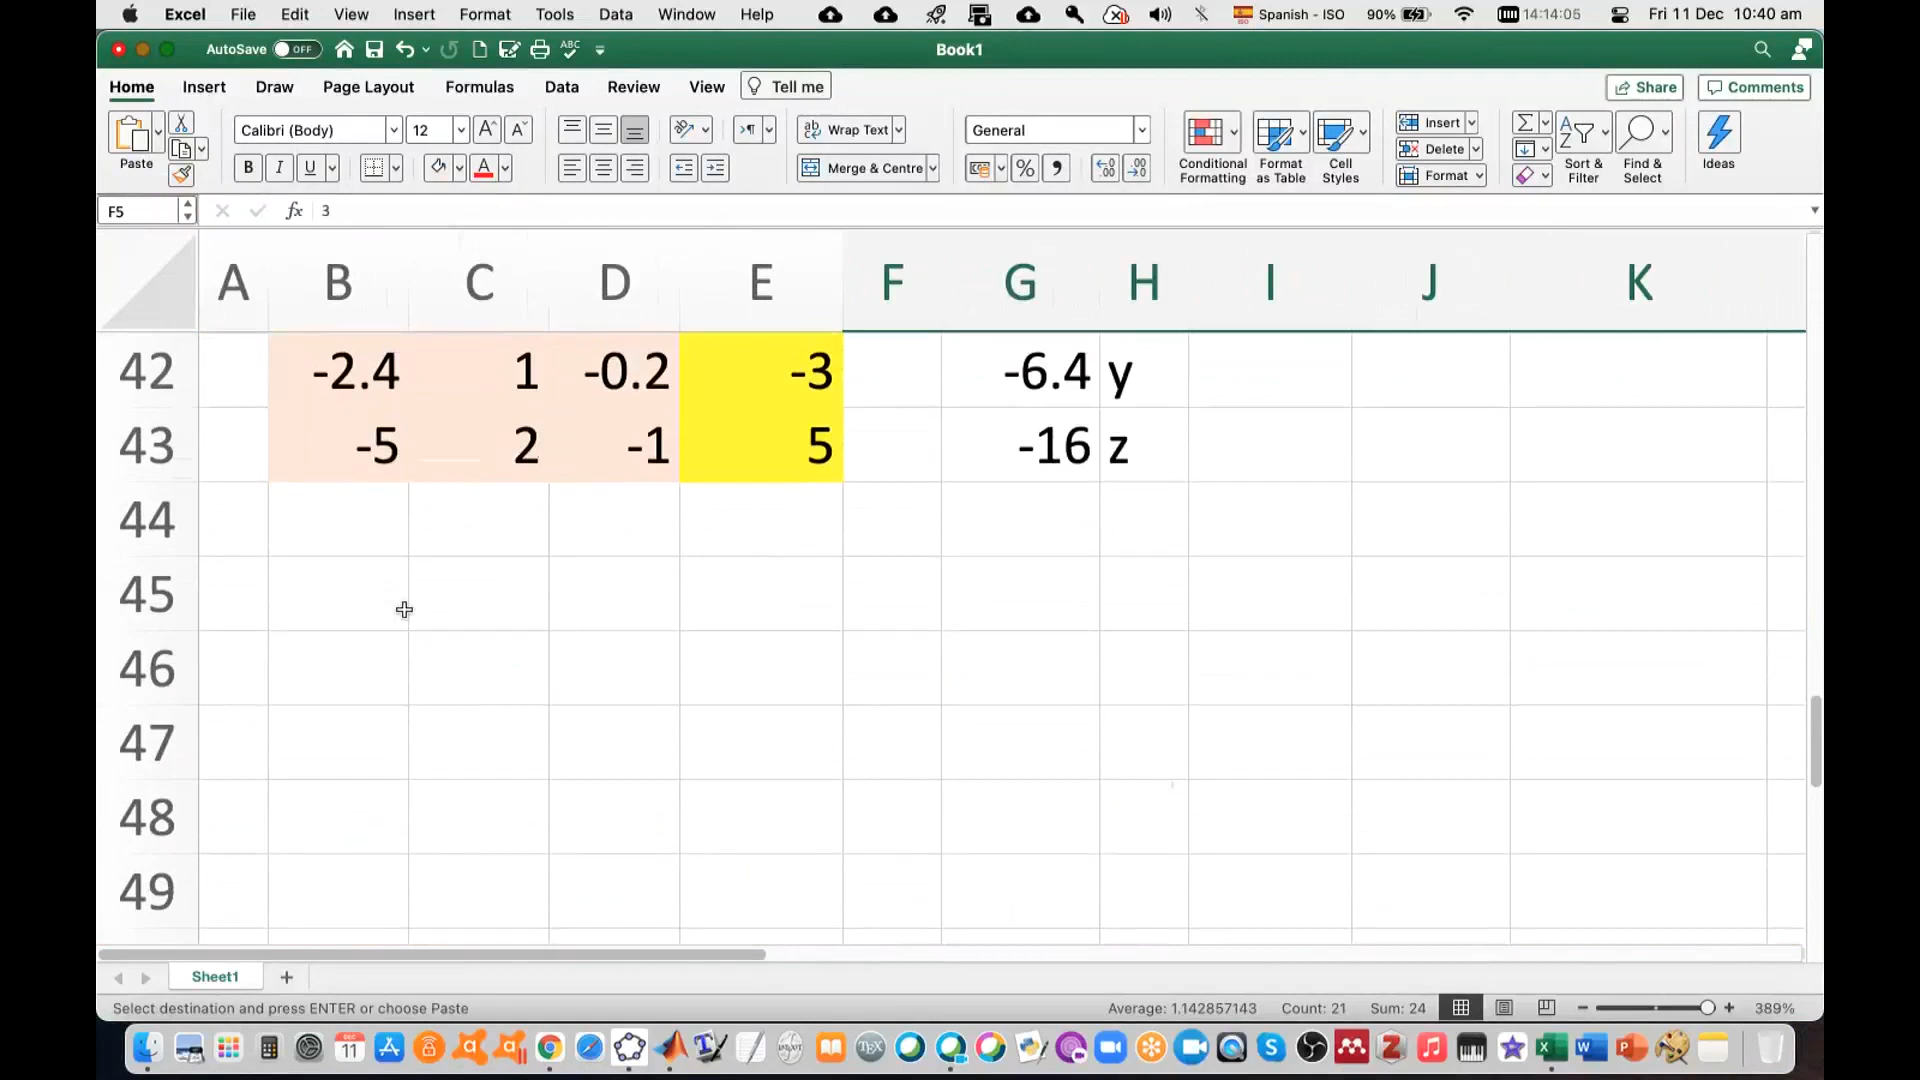 Excel File Edit View Insert Format Tools Data Window Help Spanish - ISO 90% 14:14:05 Fri 11 Dec 10:40 am
AutoSave OFF ABC Book1
Home Insert Draw Page Layout Formulas Data Review View Tell me Share Comments
Paste Calibri (Body) 12 A A Wrap Text General Insert
B I U A Merge & Centre % Delete
Conditional Formatting Format as Table Cell Styles Format Sort & Filter Find & Select Ideas
F5 fx 3
A B C D E F G H I J K
42 -2.4 1 -0.2 -3 -6.4 y
43 -5 2 -1 5 -16 z
44
45
46
47
48
49
Sheet1 +
Select destination and press ENTER or choose Paste Average: 1.142857143 Count: 21 Sum: 24 389%